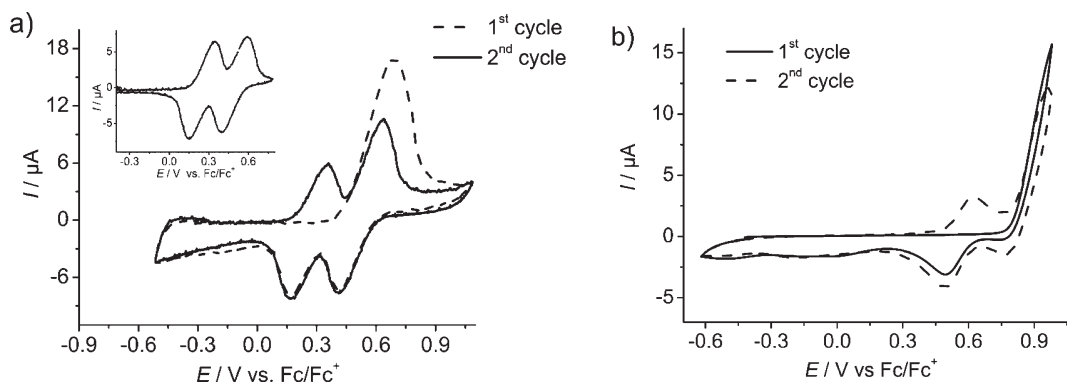 a)
1st cycle
2nd cycle
18
12
6
0
-6
I / µA
-0.9 -0.6 -0.3 0.0 0.3 0.6 0.9
E / V vs. Fc/Fc+
5
0
-5
I / µA
-0.3 0.0 0.3 0.6
E / V vs. Fc/Fc+
b)
1st cycle
2nd cycle
15
10
5
0
-5
I / µA
-0.6 -0.3 0.0 0.3 0.6 0.9
E / V vs Fc/Fc+